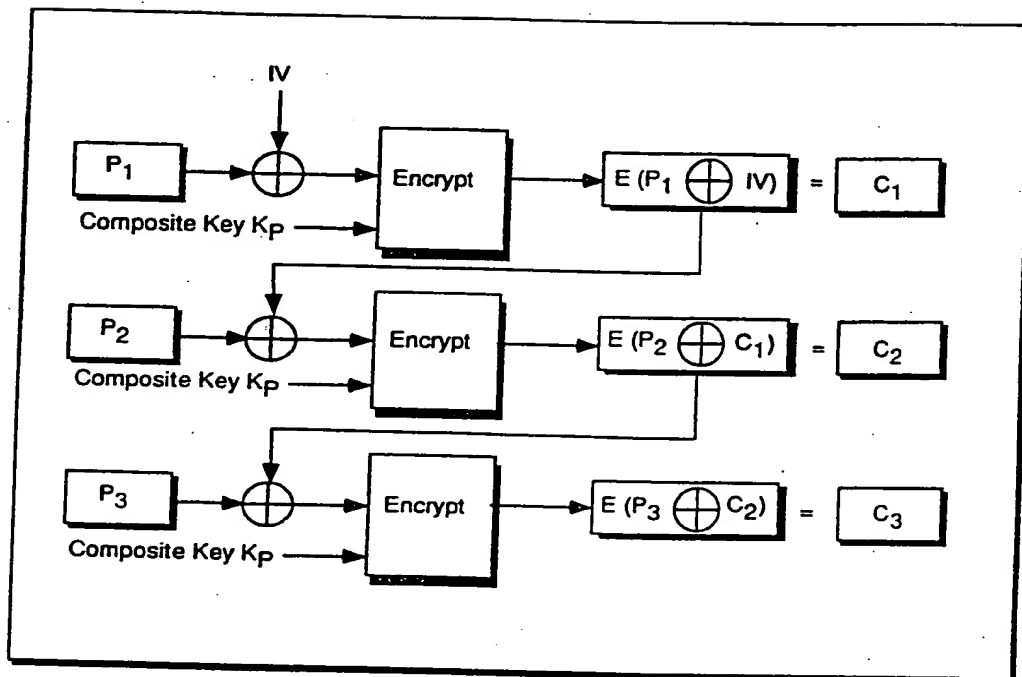 IV
P1 Encrypt E (P1 ⊕ IV) = C1
Composite Key KP
P2 Encrypt E (P2 ⊕ C1) = C2
Composite Key KP
P3 Encrypt E (P3 ⊕ C2) = C3
Composite Key KP